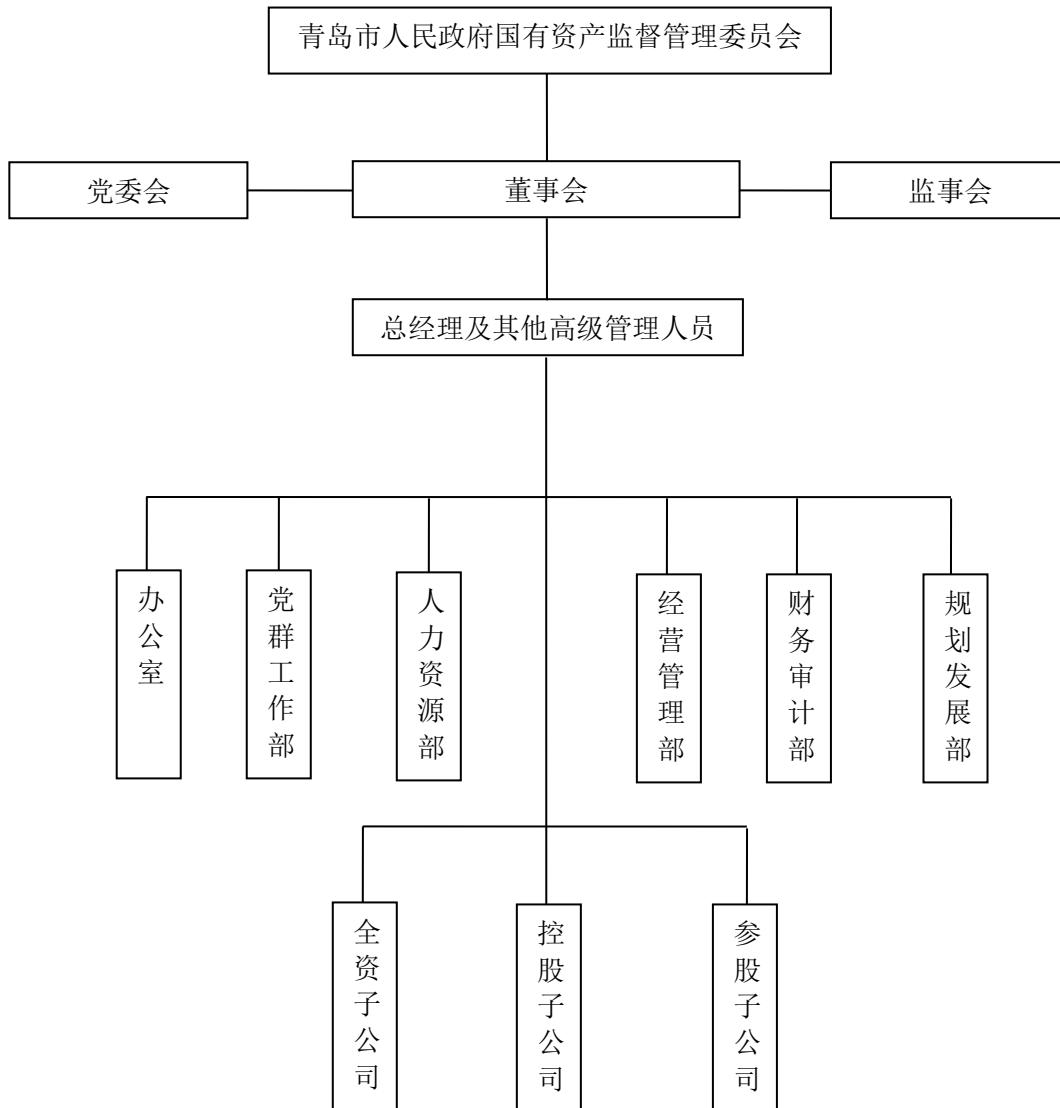 青岛市人民政府国有资产监督管理委员会
党委会
董事会
监事会
总经理及其他高级管理人员
办公室
党群工作部
人力资源部
经营管理部
财务审计部
规划发展部
全资子公司
控股子公司
参股子公司